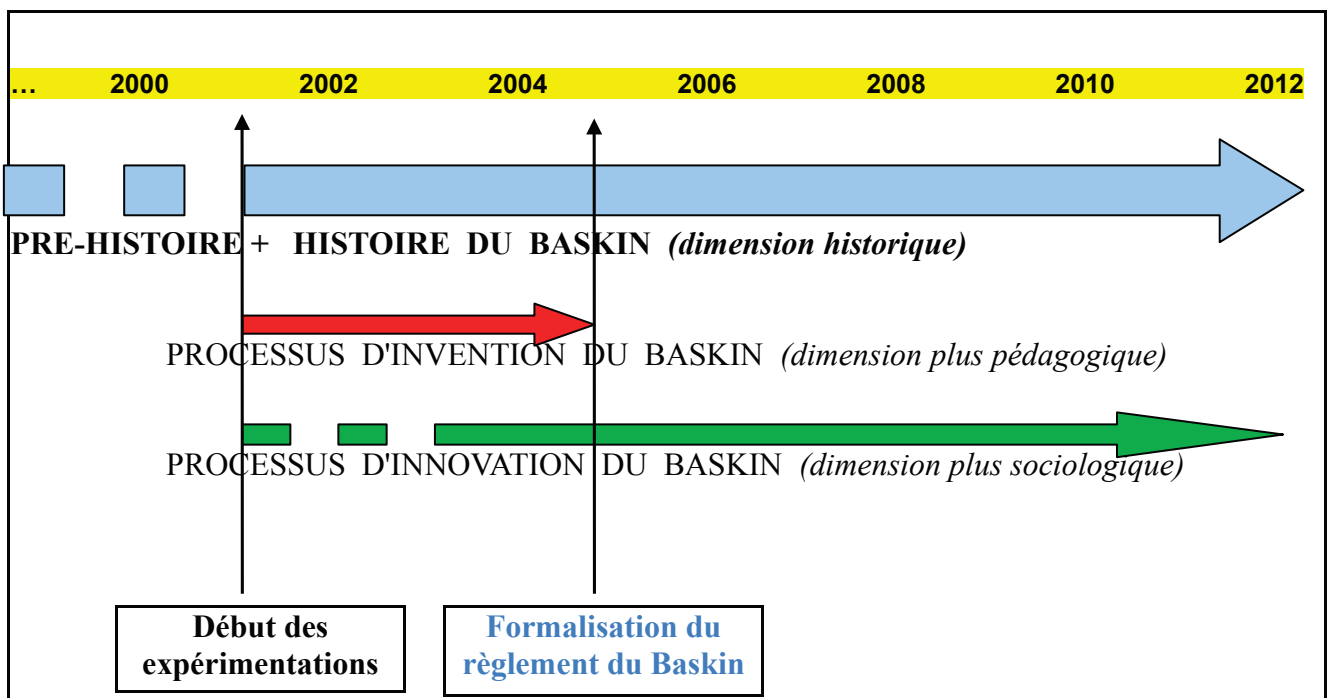 ... 2000 2002 2004 2006 2008 2010 2012
PRE-HISTOIRE + HISTOIRE DU BASKIN (dimension historique)
PROCESSUS D'INVENTION DU BASKIN (dimension plus pédagogique)
PROCESSUS D'INNOVATION DU BASKIN (dimension plus sociologique)
Début des
expérimentations
Formalisation du
règlement du Baskin